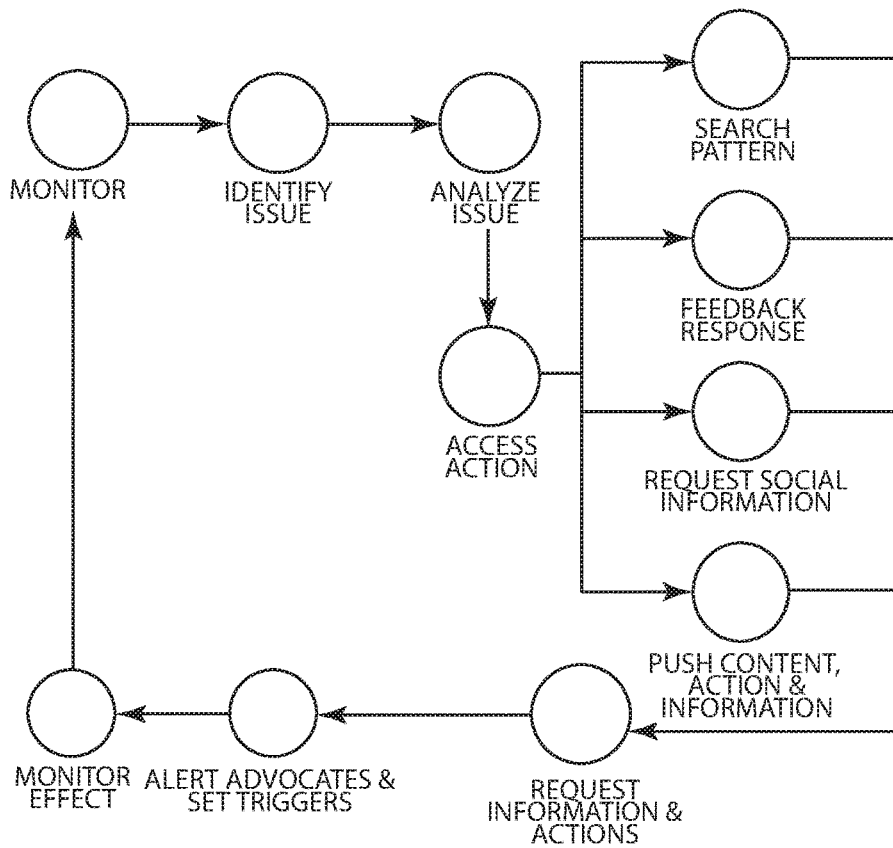 MONITOR
IDENTIFY
ISSUE
ANALYZE
ISSUE
SEARCH
PATTERN
FEEDBACK
RESPONSE
ACCESS
ACTION
REQUEST SOCIAL
INFORMATION
PUSH CONTENT,
ACTION &
INFORMATION
REQUEST
INFORMATION &
ACTIONS
ALERT ADVOCATES &
SET TRIGGERS
MONITOR
EFFECT